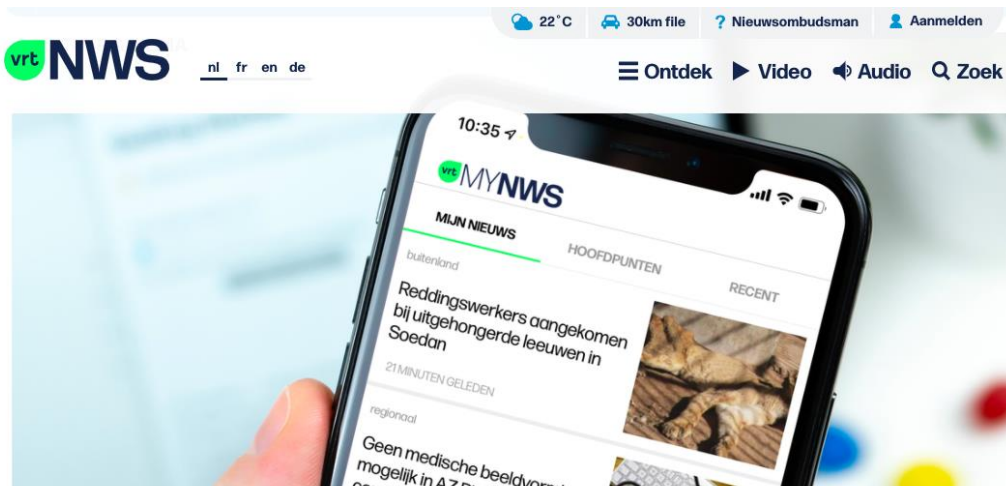 22°C 30km file ? Nieuwsombudsman Aanmelden
vrt NWS nl fr en de Ontdek Video Audio Zoek
10:35
vrt MYNWS
MIJN NIEUWS HOOFDPUNTEN RECENT
buitenland
Reddingswerkers aangekomen
bij uitgehongerde leeuwen in
Soedan
21 MINUTEN GELEDEN
regionaal
Geen medische
mogelijk in AZ